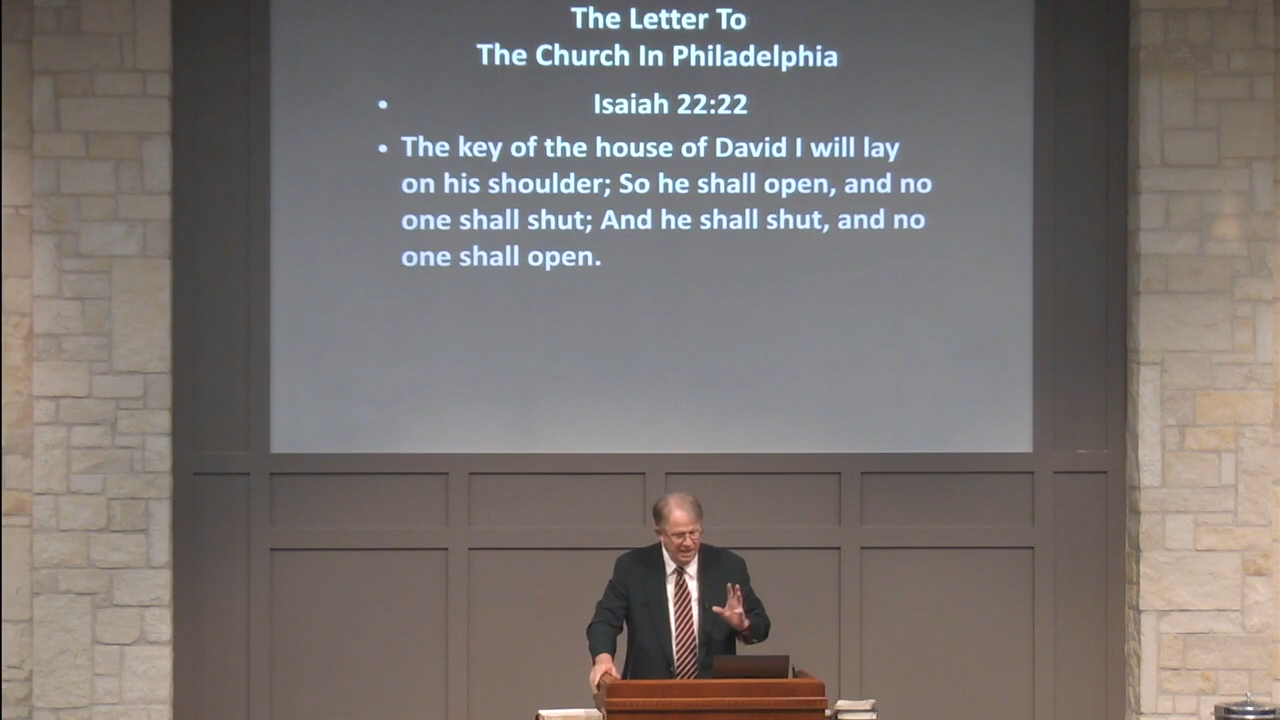 The Letter To
The Church In Philadelphia
• Isaiah 22:22
• The key of the house of David I will lay
on his shoulder; So he shall open, and no
one shall shut; And he shall shut, and no
one shall open.